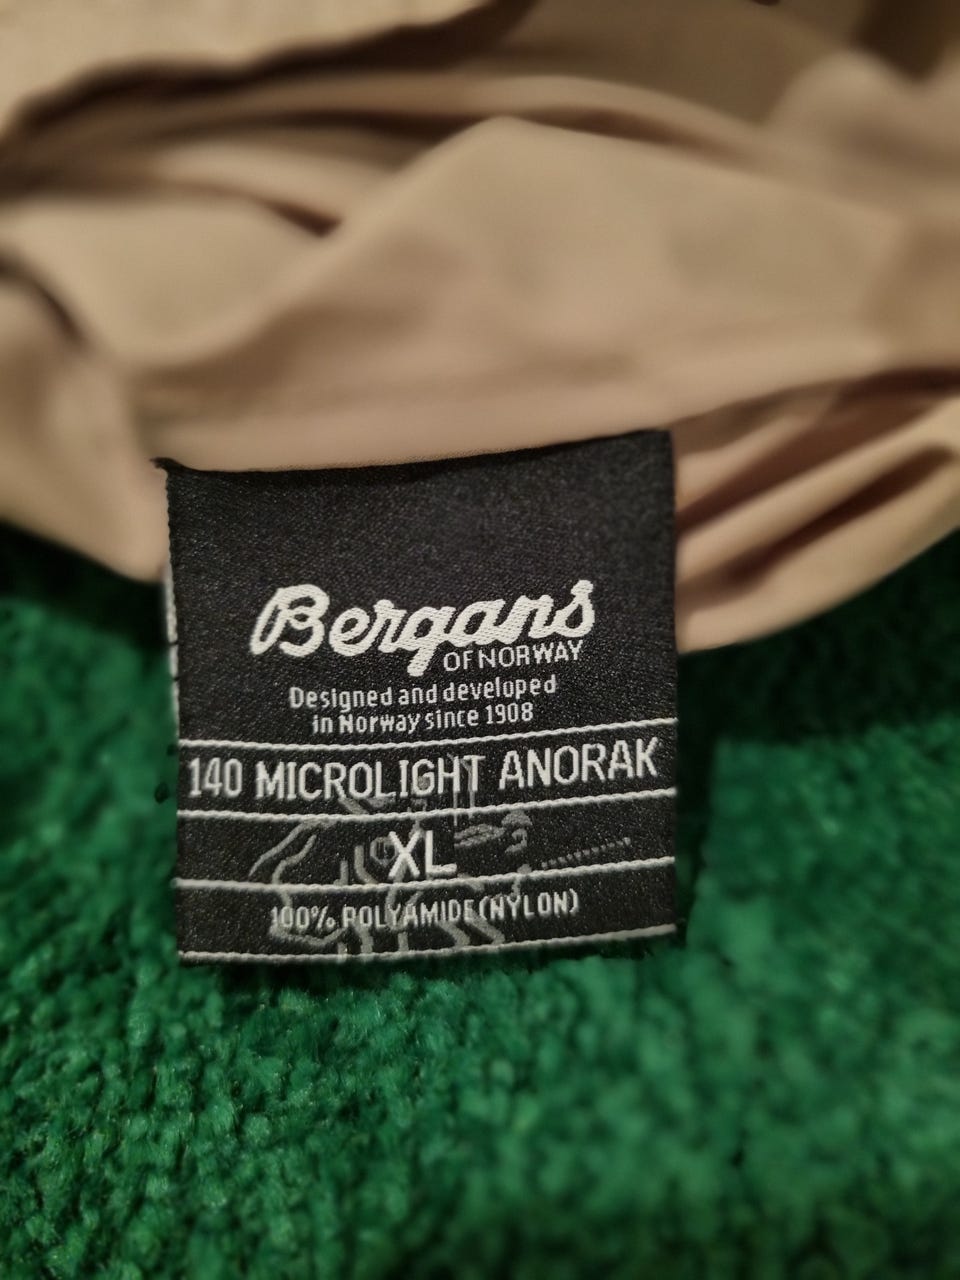 Bergans
OF NORWAY
Designed and developed
in Norway since 1908
140 MICROLIGHT ANORAK
XL
100% POLYAMIDE(NYLON)